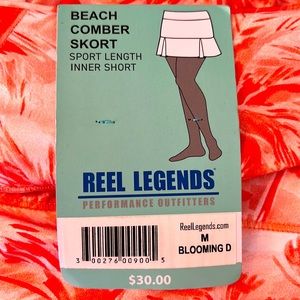 BEACH
COMBER
SKORT
SPORT LENGTH
INNER SHORT
REEL LEGENDS®
PERFORMANCE OUTFITTERS
ReelLegends.com
M
BLOOMING D
3 00276 00900 5
$30.00